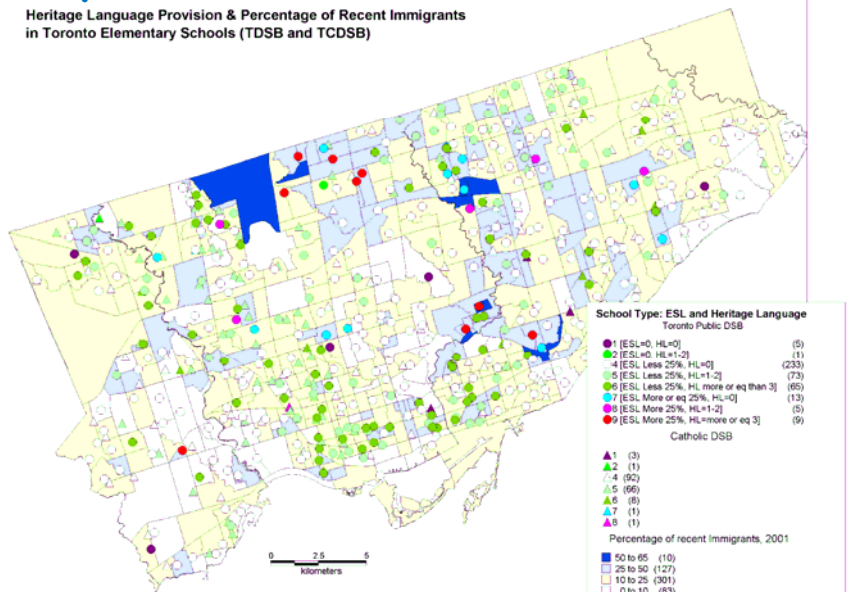 Heritage Language Provision & Percentage of Recent Immigrants
in Toronto Elementary Schools (TDSB and TCDSB)
School Type: ESL and Heritage Language
Toronto Public DSB
1 [ESL=0, HL=0] (5)
2 [ESL=0, HL=1-2] (1)
4 [ESL Less 25%, HL=0] (233)
5 [ESL Less 25%, HL=1-2] (73)
6 [ESL Less 25%, HL more or eq than 3] (65)
7 [ESL More or eq 25%, HL=0] (13)
8 [ESL More 25%, HL=1-2] (5)
9 [ESL More 25%, HL=more or eq 3] (9)
Catholic DSB
1 (3)
2 (1)
4 (92)
5 (66)
6 (8)
7 (1)
8 (1)
Percentage of recent Immigrants, 2001
50 to 65 (10)
25 to 50 (127)
10 to 25 (301)
0 to 10 (83)
0 2.5 5
kilometers